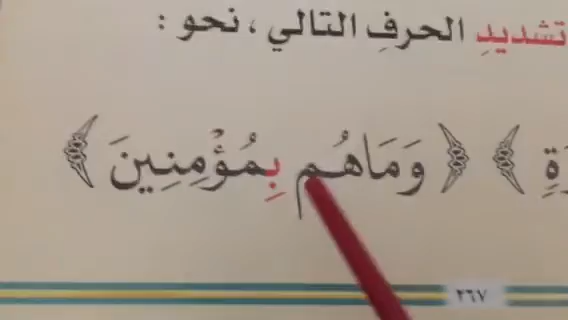 تشديدِ الحرفِ التالي ، نحو :
﴾ ﴿ وَمَاهُم بِمُؤْمِنِينَ ﴾
٢٦٧